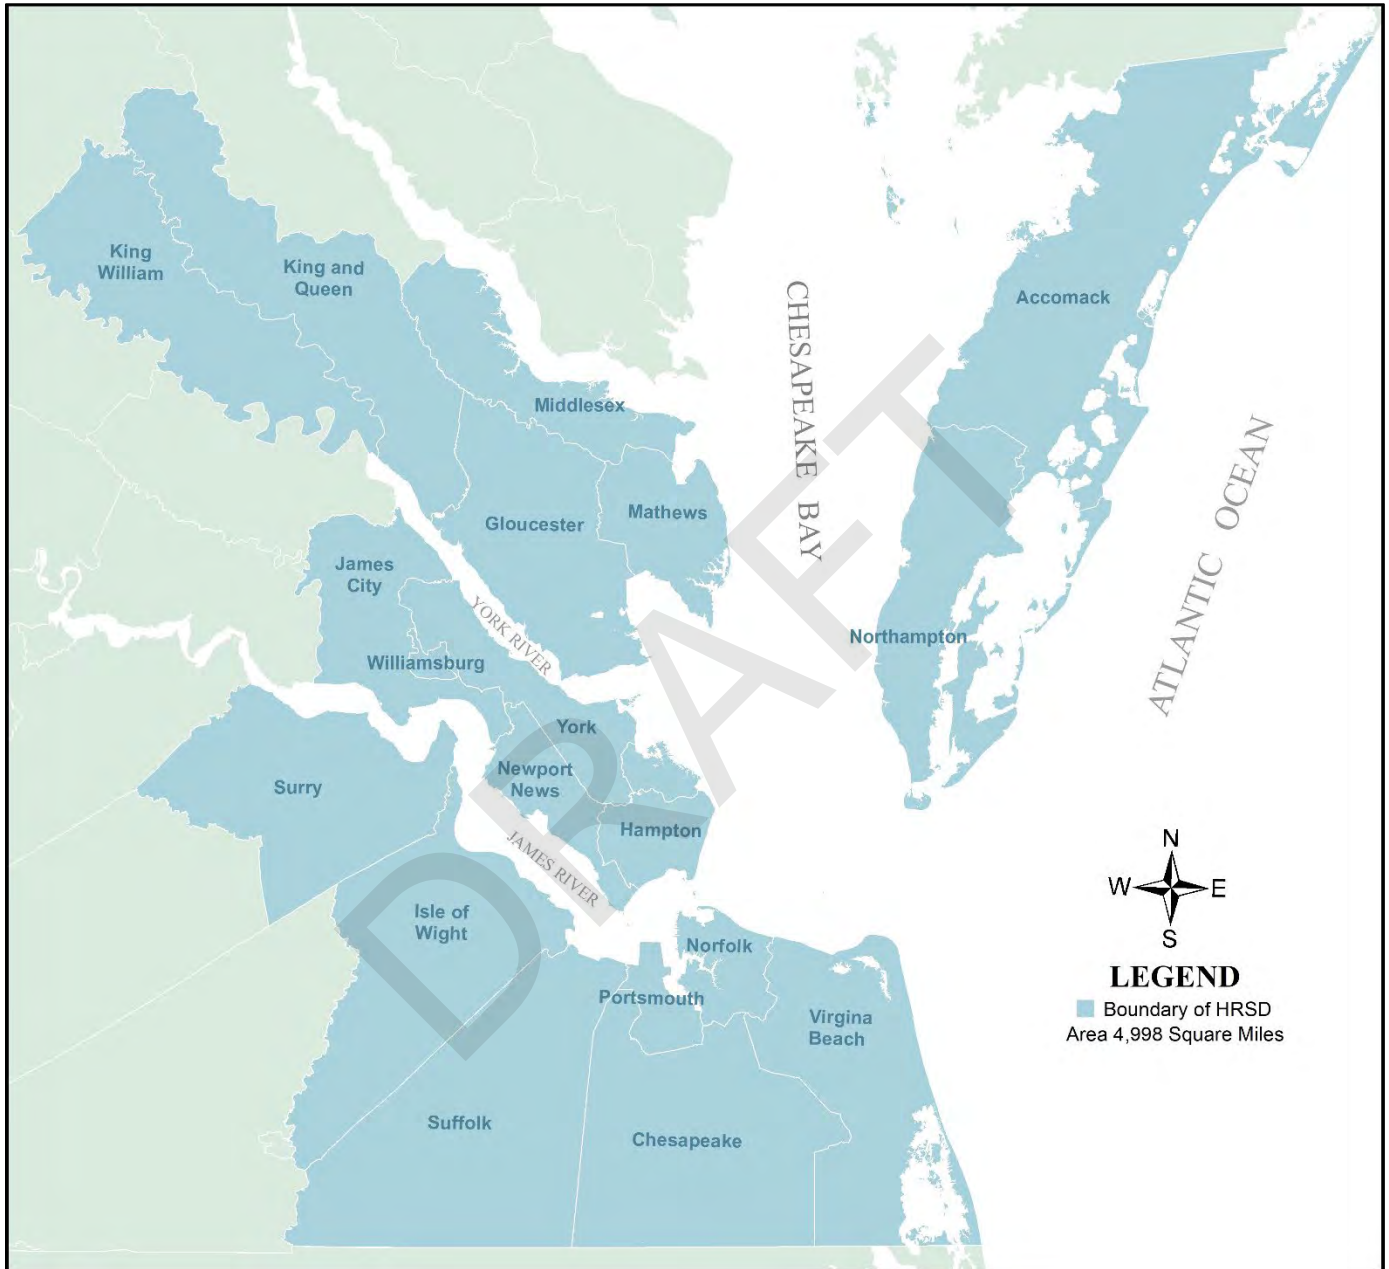 King
William
King and
Queen
Accomack
CHESAPEAKE BAY
Middlesex
ATLANTIC OCEAN
Mathews
Gloucester
James
City
YORK RIVER
Northampton
Williamsburg
York
Newport
News
Surry
Hampton
JAMES RIVER
N
W
E
S
Isle of
Wight
Norfolk
Portsmouth
Virgina
Beach
LEGEND
Boundary of HRSD
Area 4,998 Square Miles
Suffolk
Chesapeake
DRAFT